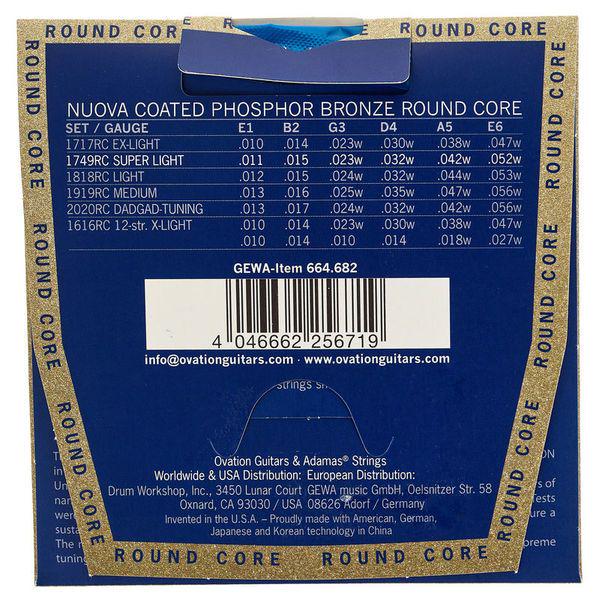 ROUND CORE
ROUND CORE
ROUND CORE
ROUND CORE
ROUND CORE
ROUND CORE
ROUND CORE
ROUND CORE
ROUND CORE
ROUND CORE
NUOVA COATED PHOSPHOR BRONZE ROUND CORE
SET / GAUGE E1 B2 G3 D4 A5 E6
1717RC EX-LIGHT .010 .014 .023w .030w .038w .047w
1749RC SUPER LIGHT .011 .015 .023w .032w .042w .052w
1818RC LIGHT .012 .015 .024w .032w .044w .053w
1919RC MEDIUM .013 .016 .025w .035w .047w .056w
2020RC DADGAD-TUNING .013 .017 .024w .032w .042w .056w
1616RC 12-str. X-LIGHT .010 .014 .023w .030w .038w .047w
.010 .014 .010 .014 .018w .027w
GEWA-Item 664.682
4 046662 256719
info@ovationguitars.com · www.ovationguitars.com
strings
Ovation Guitars & Adamas® Strings
Worldwide & USA Distribution: European Distribution:
Drum Workshop, Inc., 3450 Lunar Court GEWA music GmbH, Oelsnitzer Str. 58
Oxnard, CA 93030 / USA 08626 Adorf / Germany
Invented in the U.S.A. – Proudly made with American, German,
Japanese and Korean technology in China